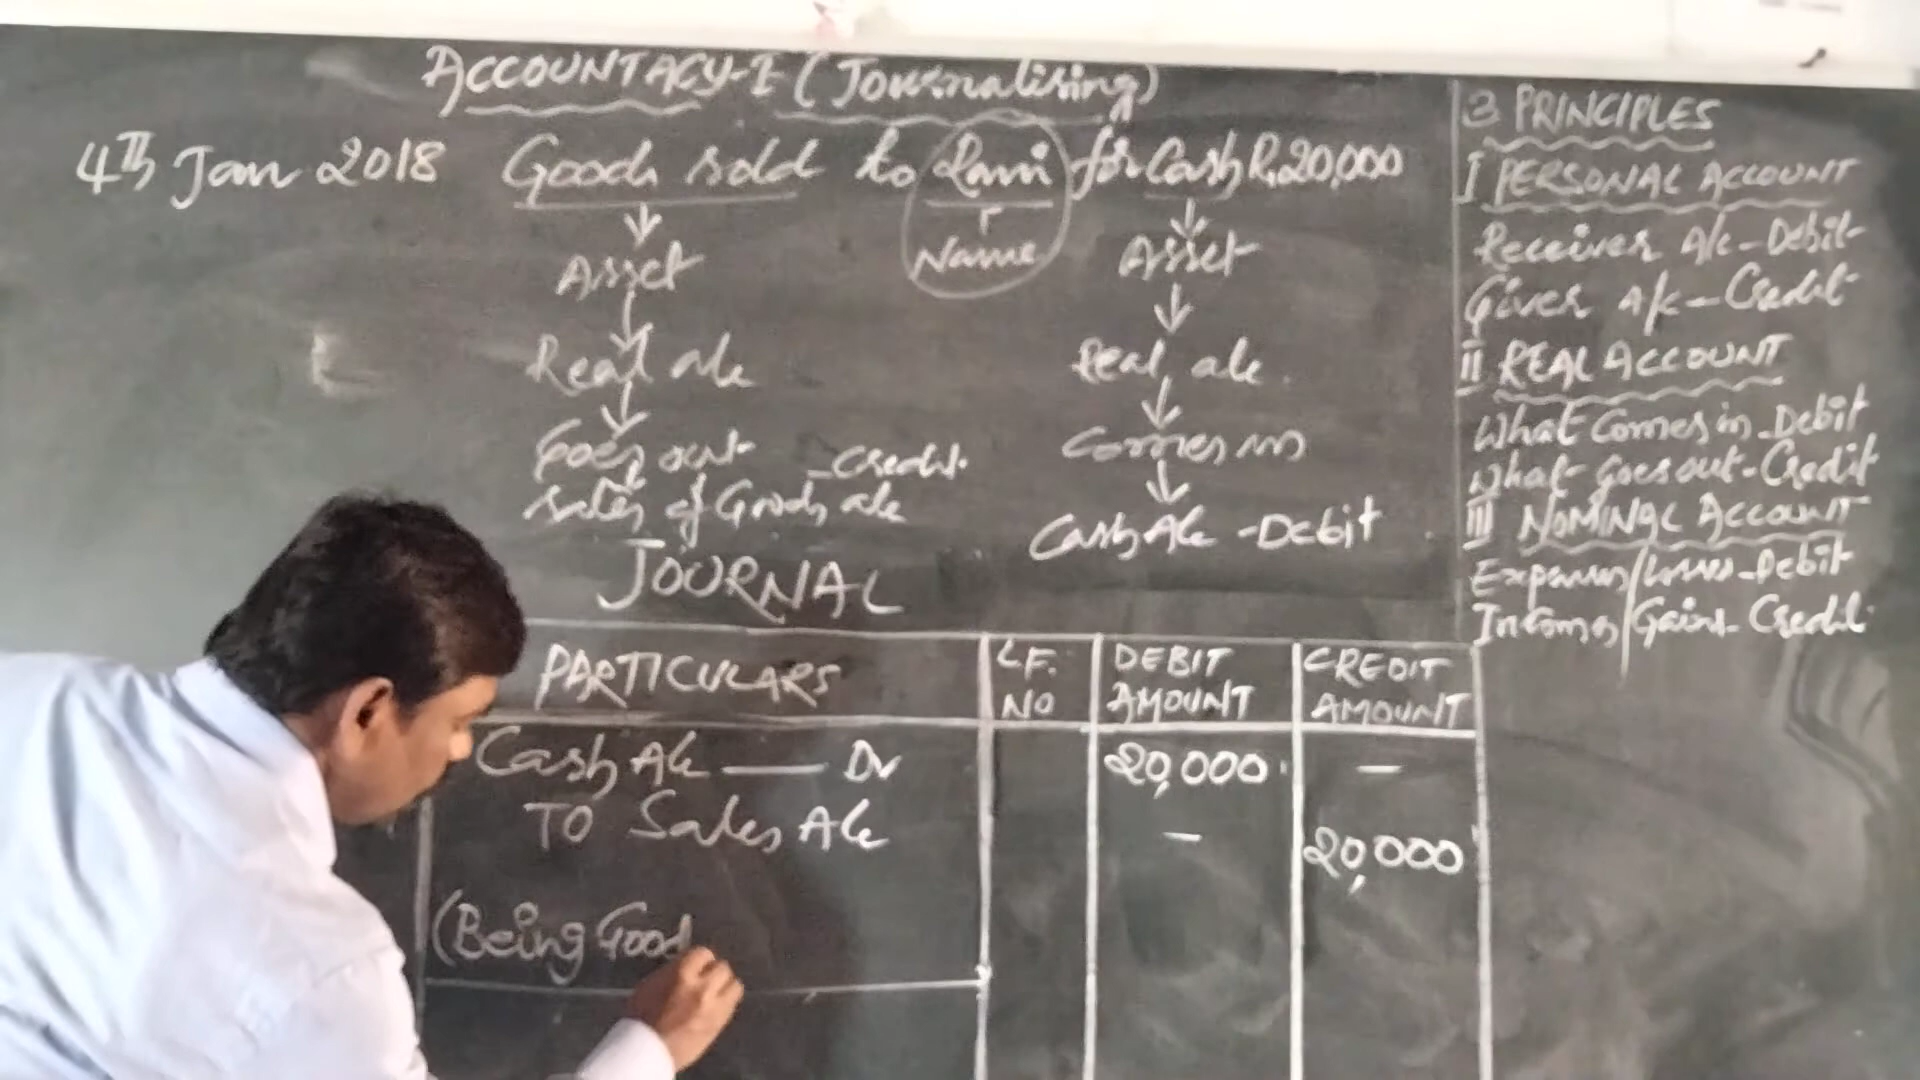 ACCOUNTACY-I (Journalising)
4Th Jan 2018 Goods sold to Rani for Cash Rs 20,000
Name
Asset
Real a/c
Goes out
Sales of Goods a/c - Credit
Asset
Real a/c.
Comes in
Cash A/c - Debit
3 PRINCIPLES
I PERSONAL ACCOUNT
Receiver A/c - Debit
Giver A/c - Credit
II REAL ACCOUNT
What Comes in - Debit
What Goes out - Credit
III NOMINAL ACCOUNT
Expenses/Losses - Debit
Incomes/Gains - Credit
JOURNAL
PARTICULARS L.F. NO DEBIT AMOUNT CREDIT AMOUNT
Cash A/c —— Dr 20,000 -
TO Sales A/c - 20,000
(Being Good